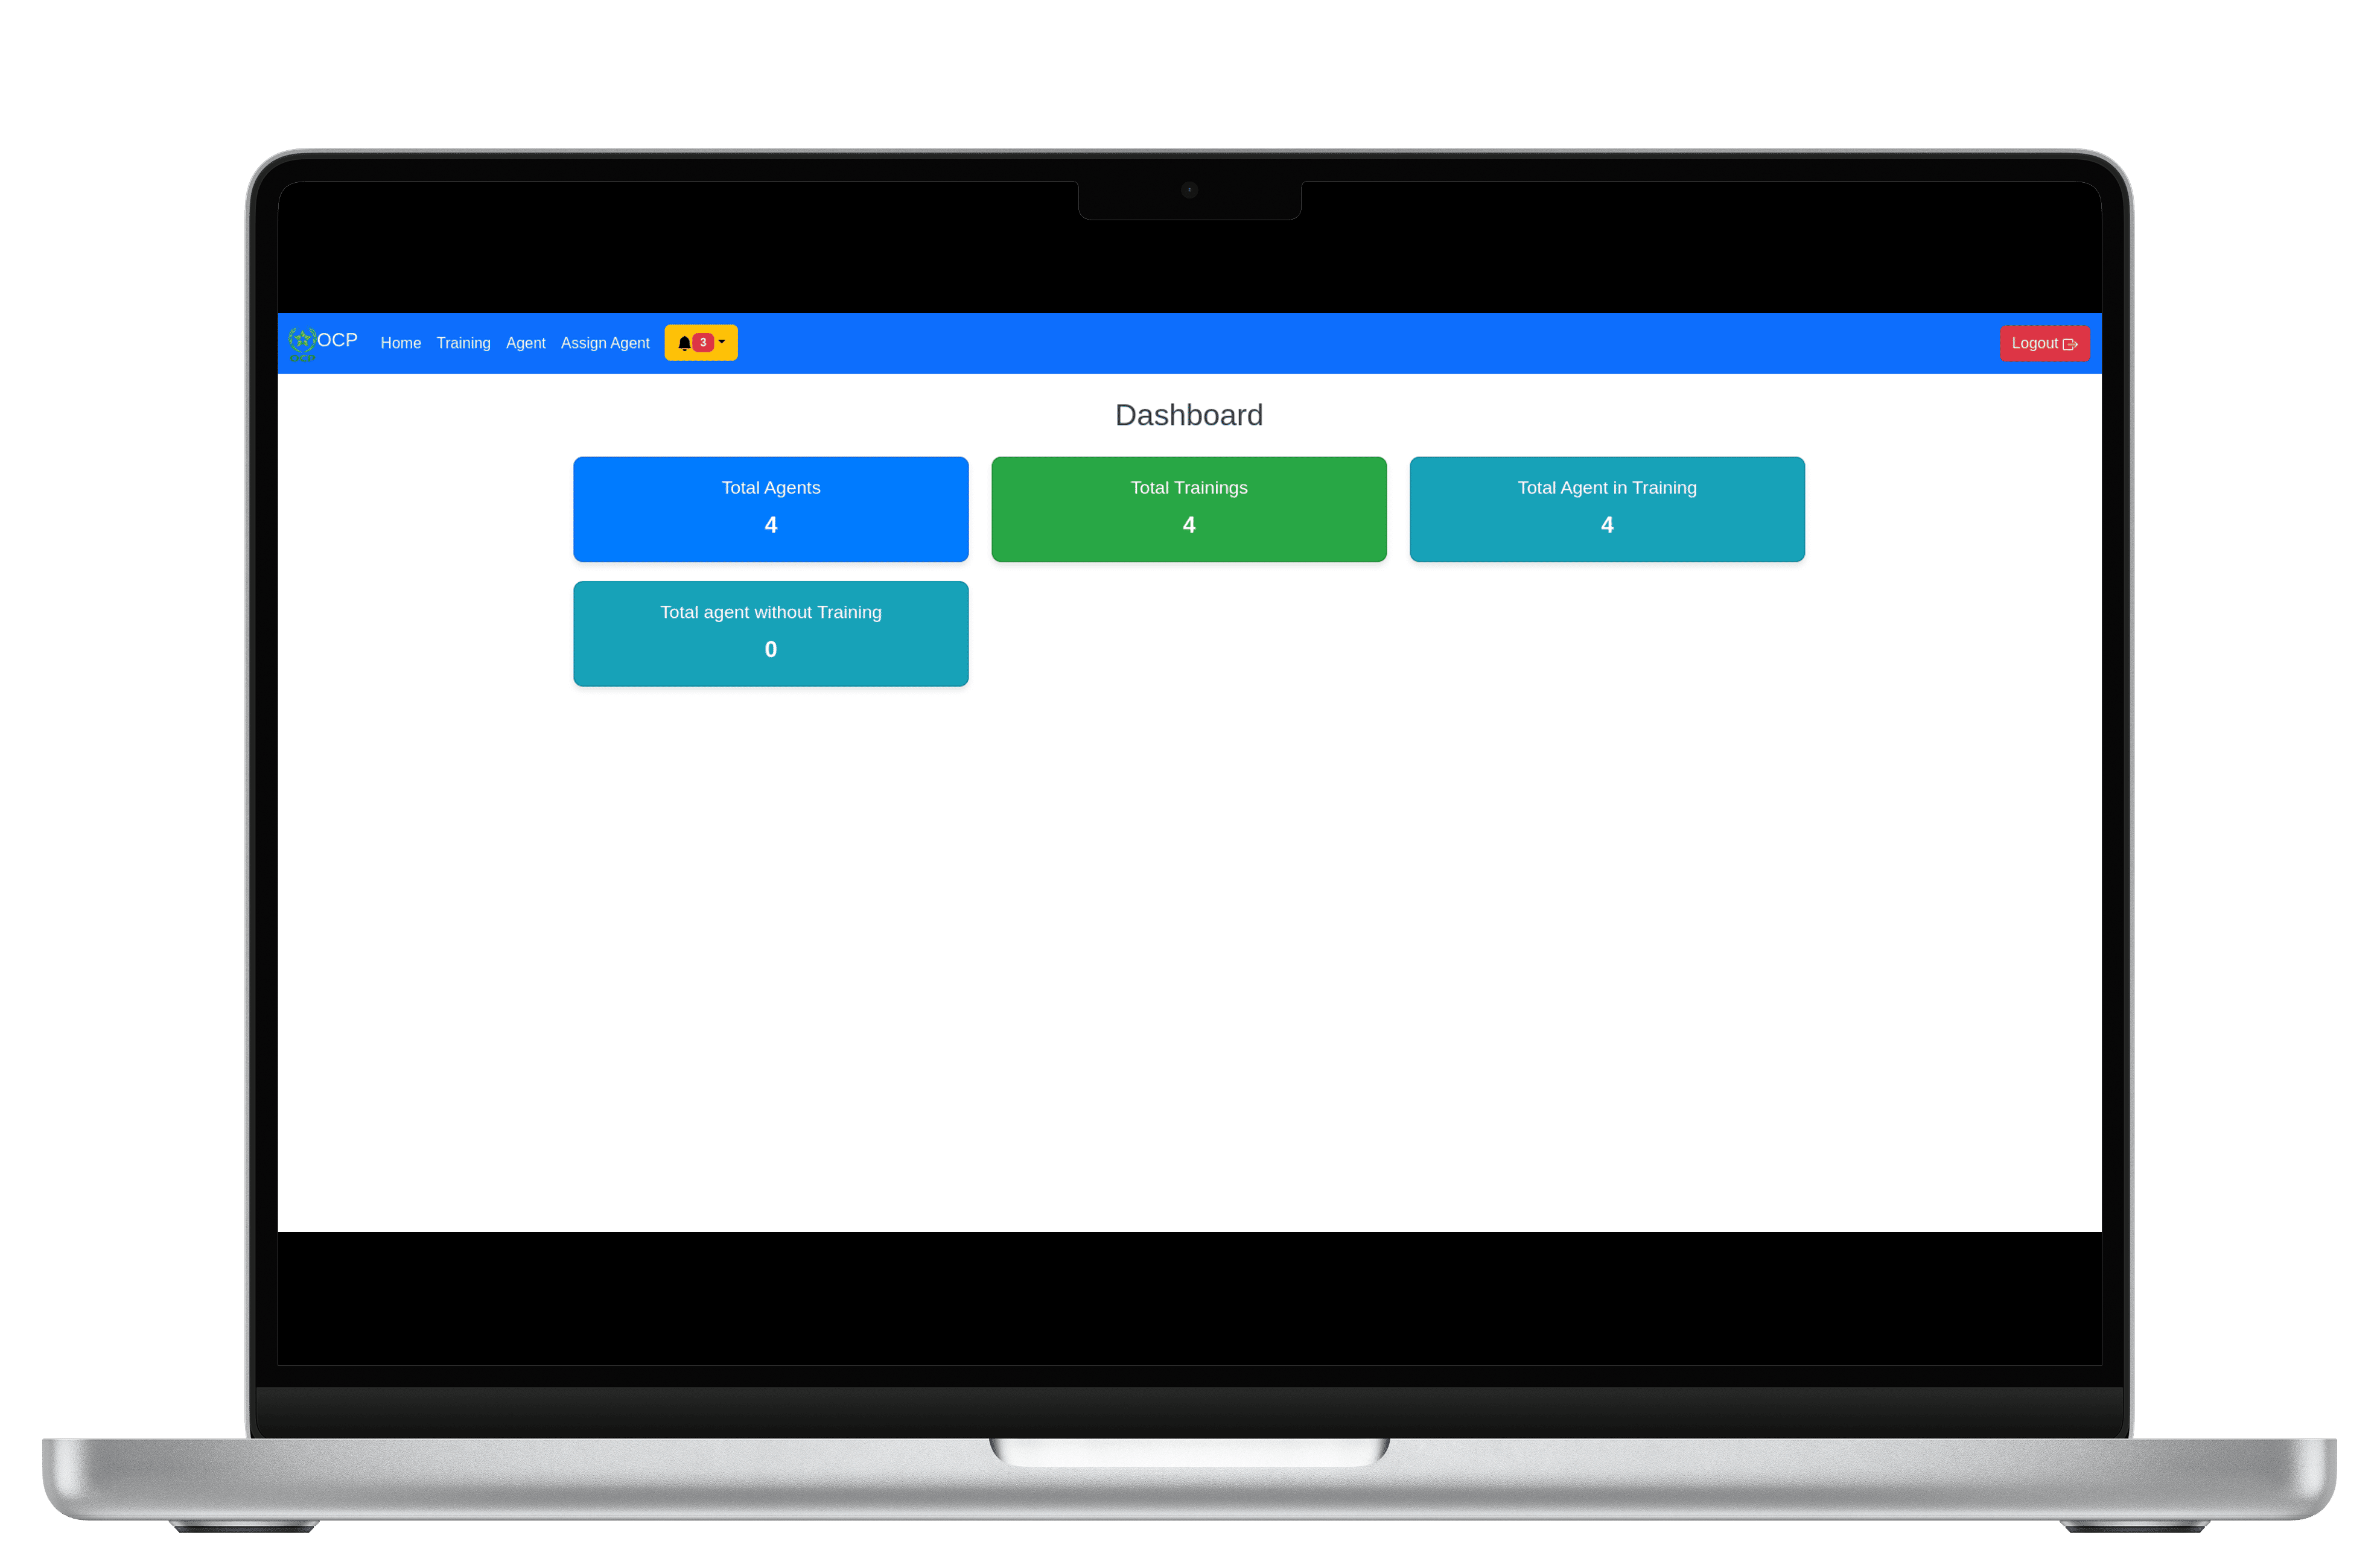 OCP Home Training Agent Assign Agent 3 Logout
OCP
Dashboard
Total Agents
4
Total Trainings
4
Total Agent in Training
4
Total agent without Training
0